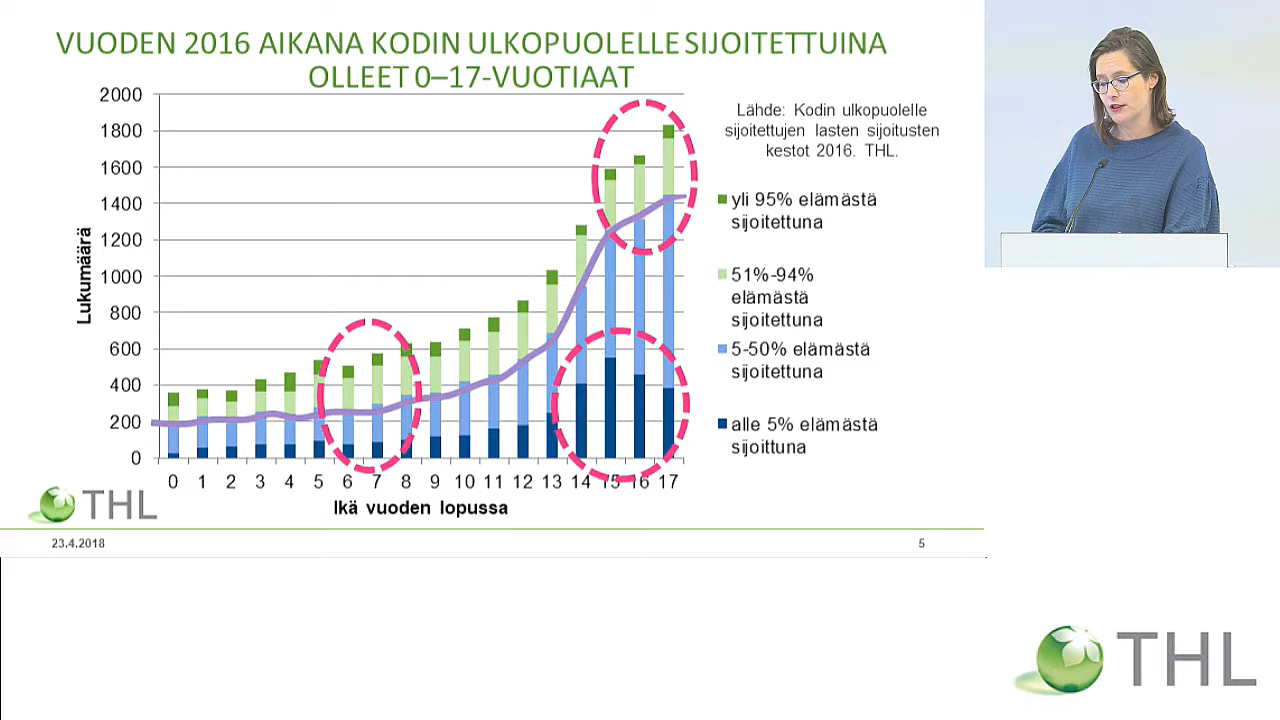 VUODEN 2016 AIKANA KODIN ULKOPUOLELLE SIJOITETTUINA
OLLEET 0–17-VUOTIAAT
2000
1800
1600
1400
1200
1000
800
600
400
200
0
Lukumäärä
0 1 2 3 4 5 6 7 8 9 10 11 12 13 14 15 16 17
Ikä vuoden lopussa
Lähde: Kodin ulkopuolelle
sijoitettujen lasten sijoitusten
kestot 2016. THL.
yli 95% elämästä
sijoitettuna
51%-94%
elämästä
sijoitettuna
5-50% elämästä
sijoitettuna
alle 5% elämästä
sijoittuna
THL
23.4.2018
5
THL